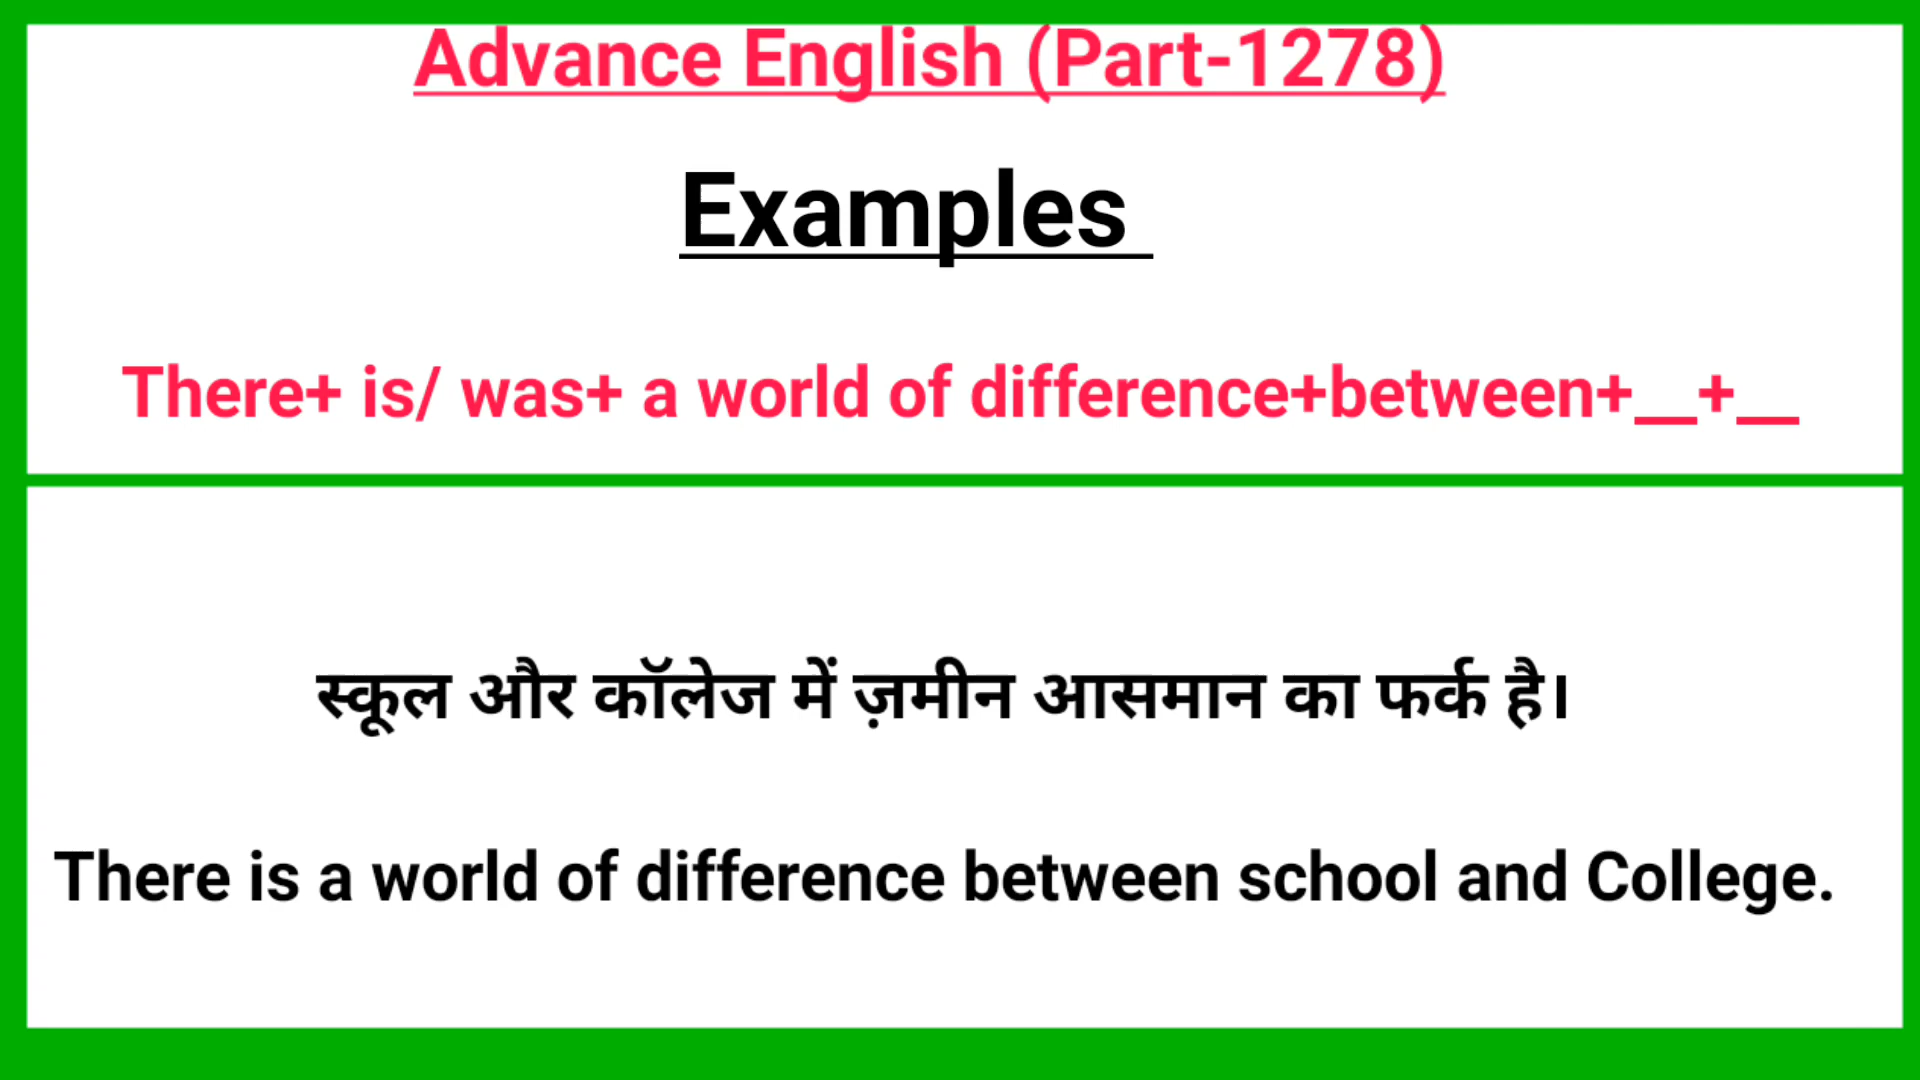 Advance English (Part-1278)
Examples
There+ is/ was+ a world of difference+between+__+__
स्कूल और कॉलेज में ज़मीन आसमान का फर्क है।
There is a world of difference between school and College.